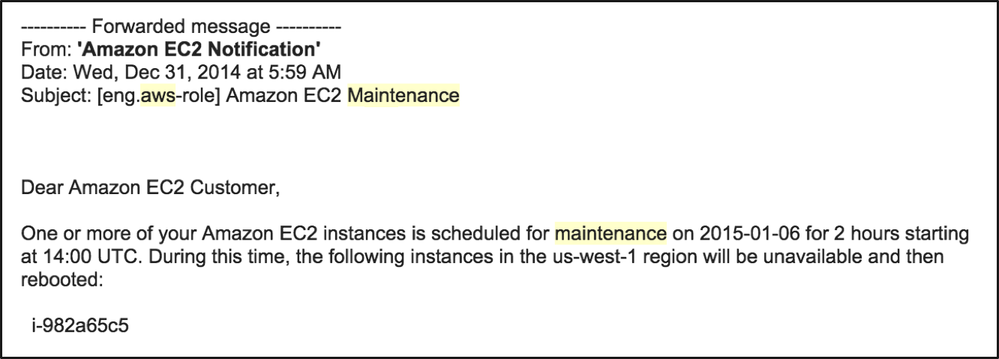 ---------- Forwarded message ----------
From: 'Amazon EC2 Notification'
Date: Wed, Dec 31, 2014 at 5:59 AM
Subject: [eng.aws-role] Amazon EC2 Maintenance
Dear Amazon EC2 Customer,
One or more of your Amazon EC2 instances is scheduled for maintenance on 2015-01-06 for 2 hours starting
at 14:00 UTC. During this time, the following instances in the us-west-1 region will be unavailable and then
rebooted:
i-982a65c5